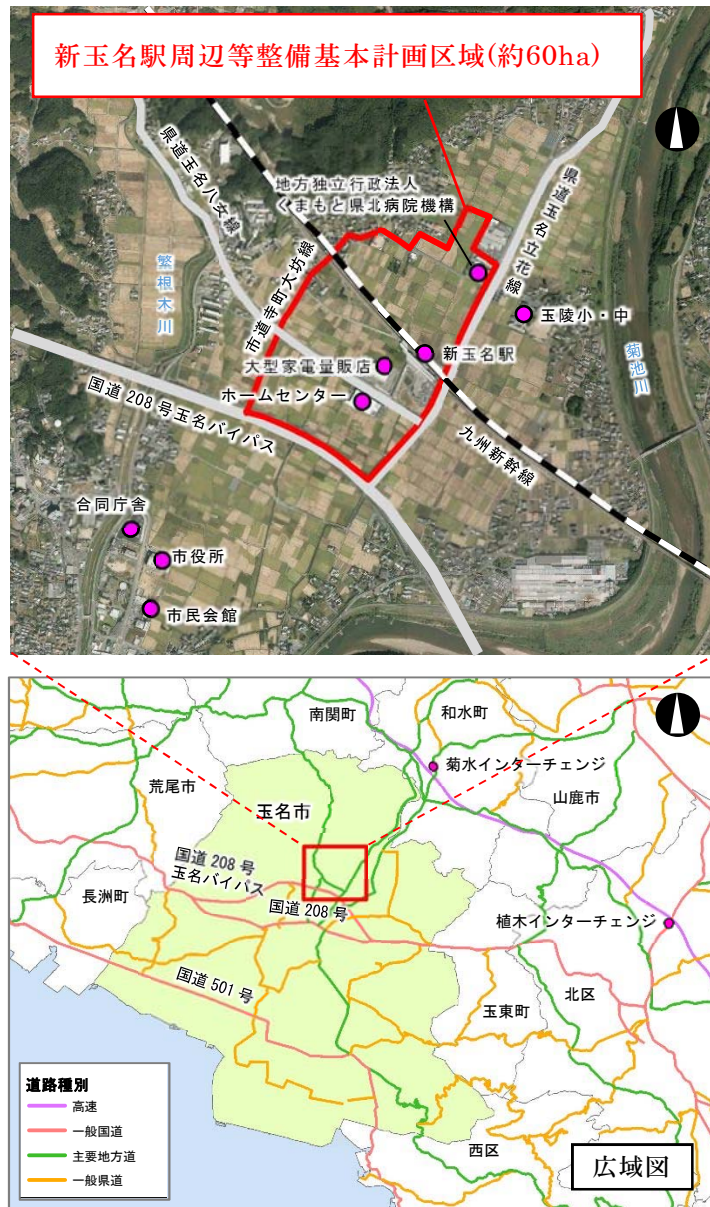 新玉名駅周辺等整備基本計画区域(約60ha)
県道玉名八女線
地方独立行政法人
くまもと県北病院機構
県道玉名立花線
繁根木川
市道寺町大坊線
玉陵小・中
新玉名駅
菊池川
大型家電量販店
ホームセンター
国道208号玉名バイパス
九州新幹線
合同庁舎
市役所
市民会館
南関町
和水町
菊水インターチェンジ
荒尾市
山鹿市
玉名市
国道208号
玉名バイパス
長洲町
国道208号
植木インターチェンジ
国道501号
北区
玉東町
道路種別
高速
一般国道
主要地方道
一般県道
西区
広域図